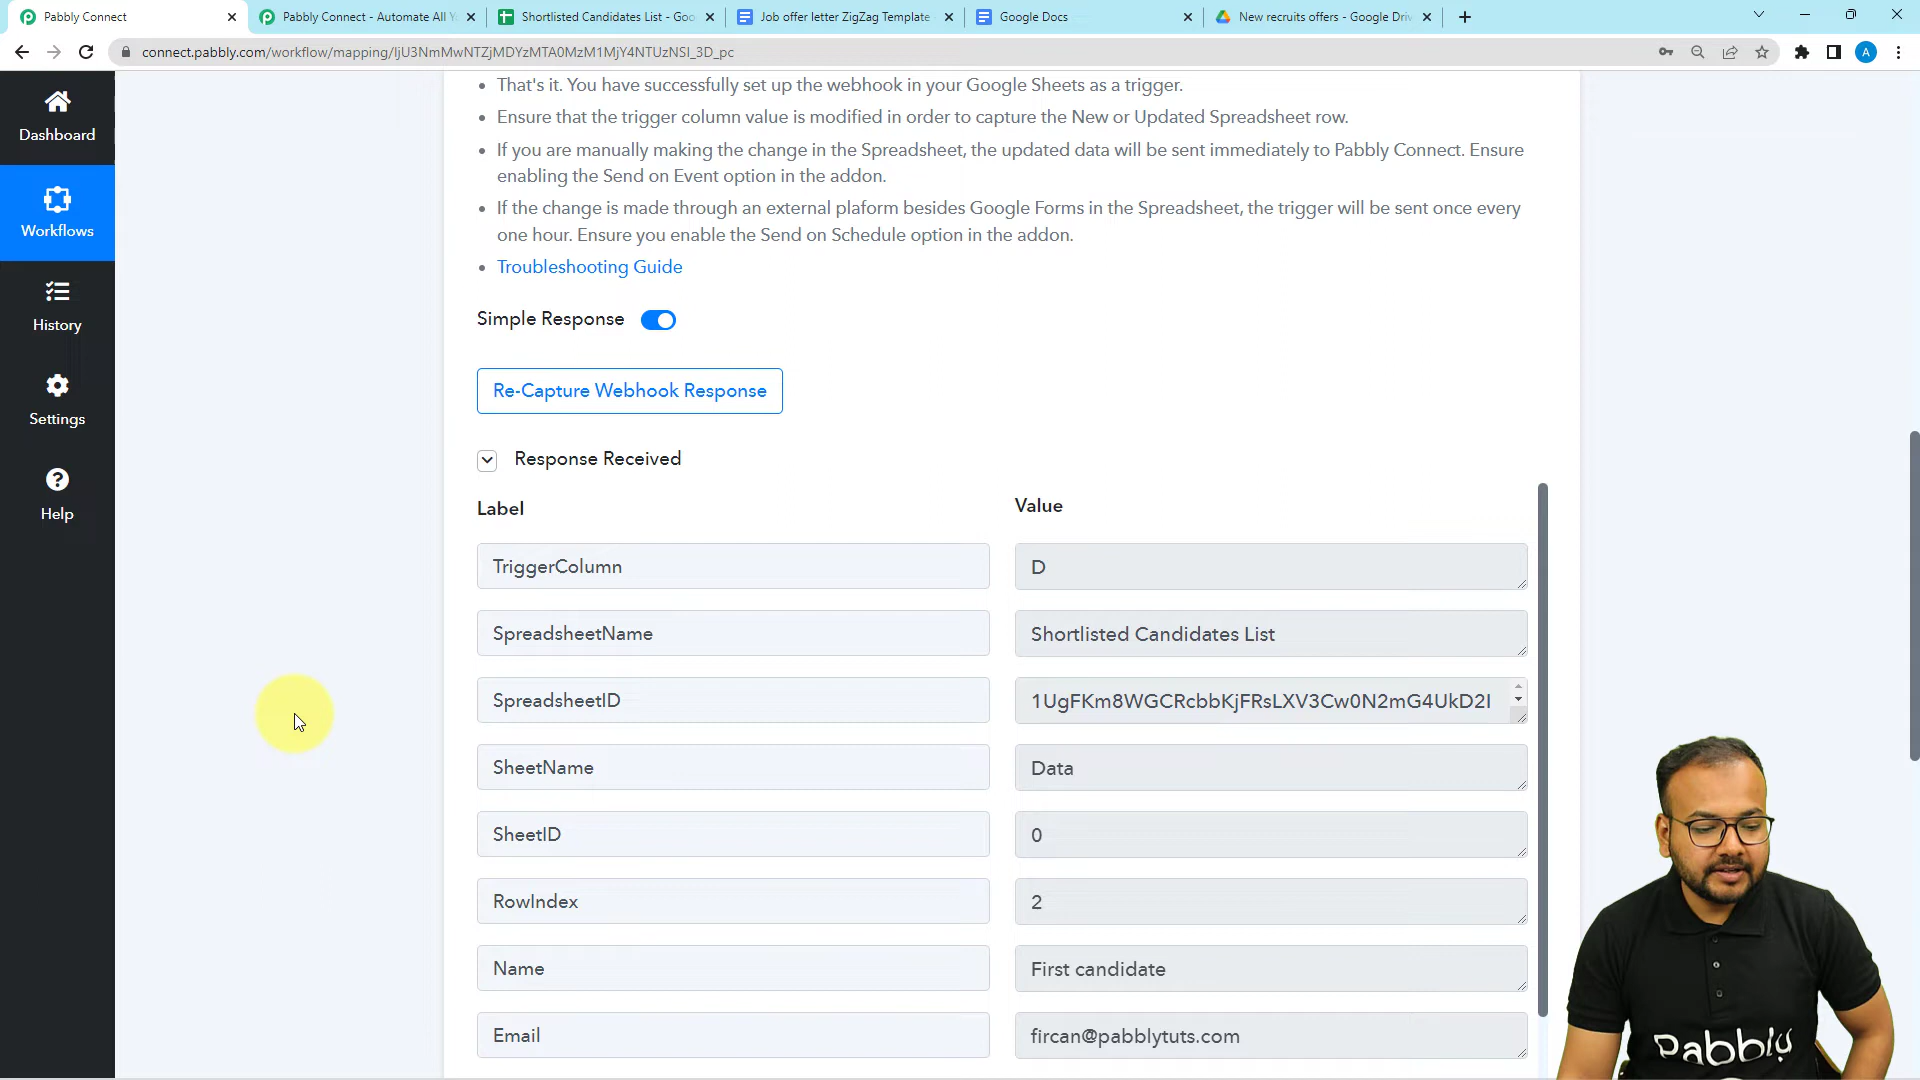 Pabbly Connect
Pabbly Connect - Automate All Y
Shortlisted Candidates List - Goo
Job offer letter ZigZag Template
Google Docs
New recruits offers - Google Driv
connect.pabbly.com/workflow/mapping/IjU3NmMwNTZjMDYzMTA0MzM1MjY4NTUzNSI_3D_pc
A
Dashboard
Workflows
History
Settings
Help
That's it. You have successfully set up the webhook in your Google Sheets as a trigger.
Ensure that the trigger column value is modified in order to capture the New or Updated Spreadsheet row.
If you are manually making the change in the Spreadsheet, the updated data will be sent immediately to Pabbly Connect. Ensure
enabling the Send on Event option in the addon.
If the change is made through an external plaform besides Google Forms in the Spreadsheet, the trigger will be sent once every
one hour. Ensure you enable the Send on Schedule option in the addon.
Troubleshooting Guide
Simple Response
Re-Capture Webhook Response
Response Received
Label Value
TriggerColumn D
SpreadsheetName Shortlisted Candidates List
SpreadsheetID 1UgFKm8WGCRcbbKjFRsLXV3Cw0N2mG4UkD2I
SheetName Data
SheetID 0
RowIndex 2
Name First candidate
Email fircan@pabblytuts.com
Pabbly